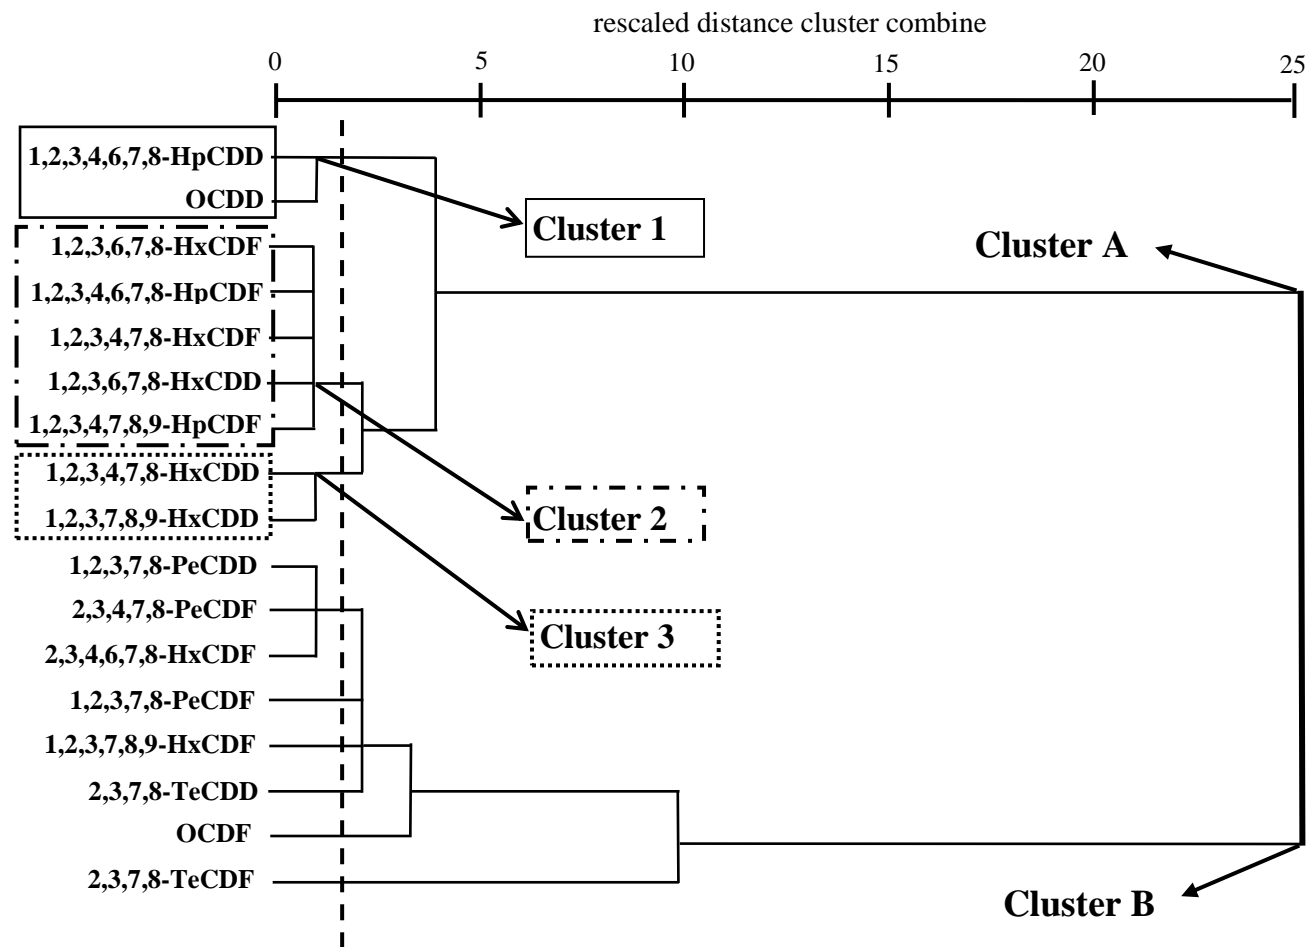 rescaled distance cluster combine
0 5 10 15 20 25
1,2,3,4,6,7,8-HpCDD
OCDD
Cluster 1
1,2,3,6,7,8-HxCDF
Cluster A
1,2,3,4,6,7,8-HpCDF
1,2,3,4,7,8-HxCDF
1,2,3,6,7,8-HxCDD
1,2,3,4,7,8,9-HpCDF
1,2,3,4,7,8-HxCDD
1,2,3,7,8,9-HxCDD
Cluster 2
1,2,3,7,8-PeCDD
2,3,4,7,8-PeCDF
Cluster 3
2,3,4,6,7,8-HxCDF
1,2,3,7,8-PeCDF
1,2,3,7,8,9-HxCDF
2,3,7,8-TeCDD
OCDF
2,3,7,8-TeCDF
Cluster B